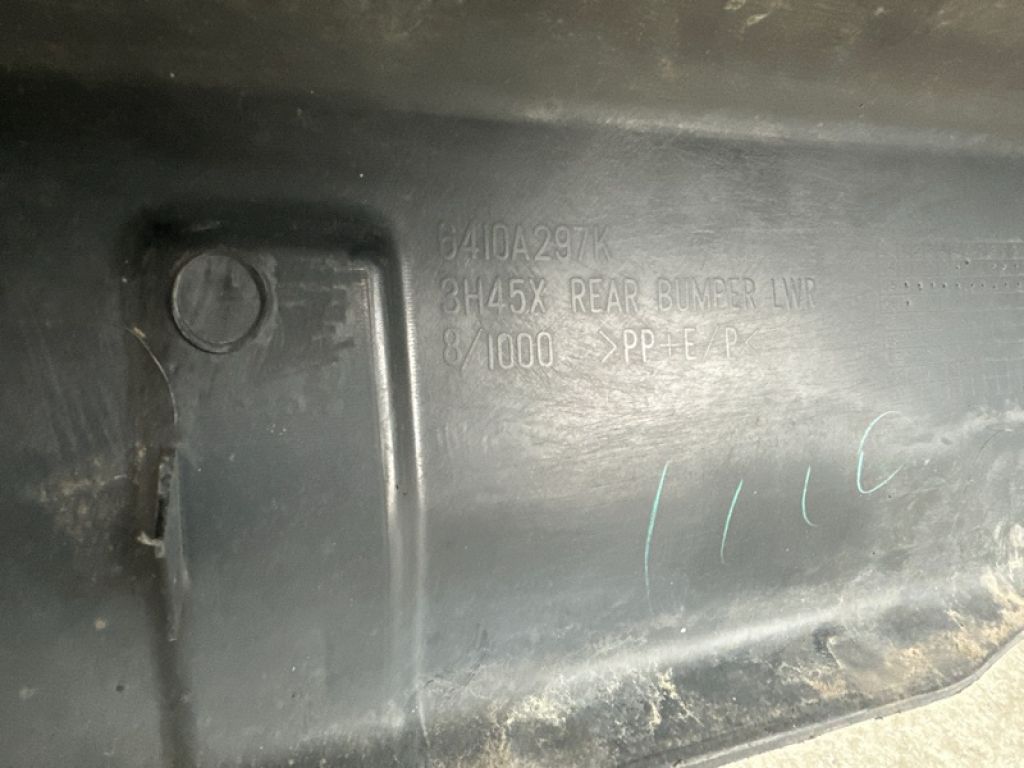 6410A297K
3H45X REAR BUMPER LWR
8/1000 >PP+E/P<